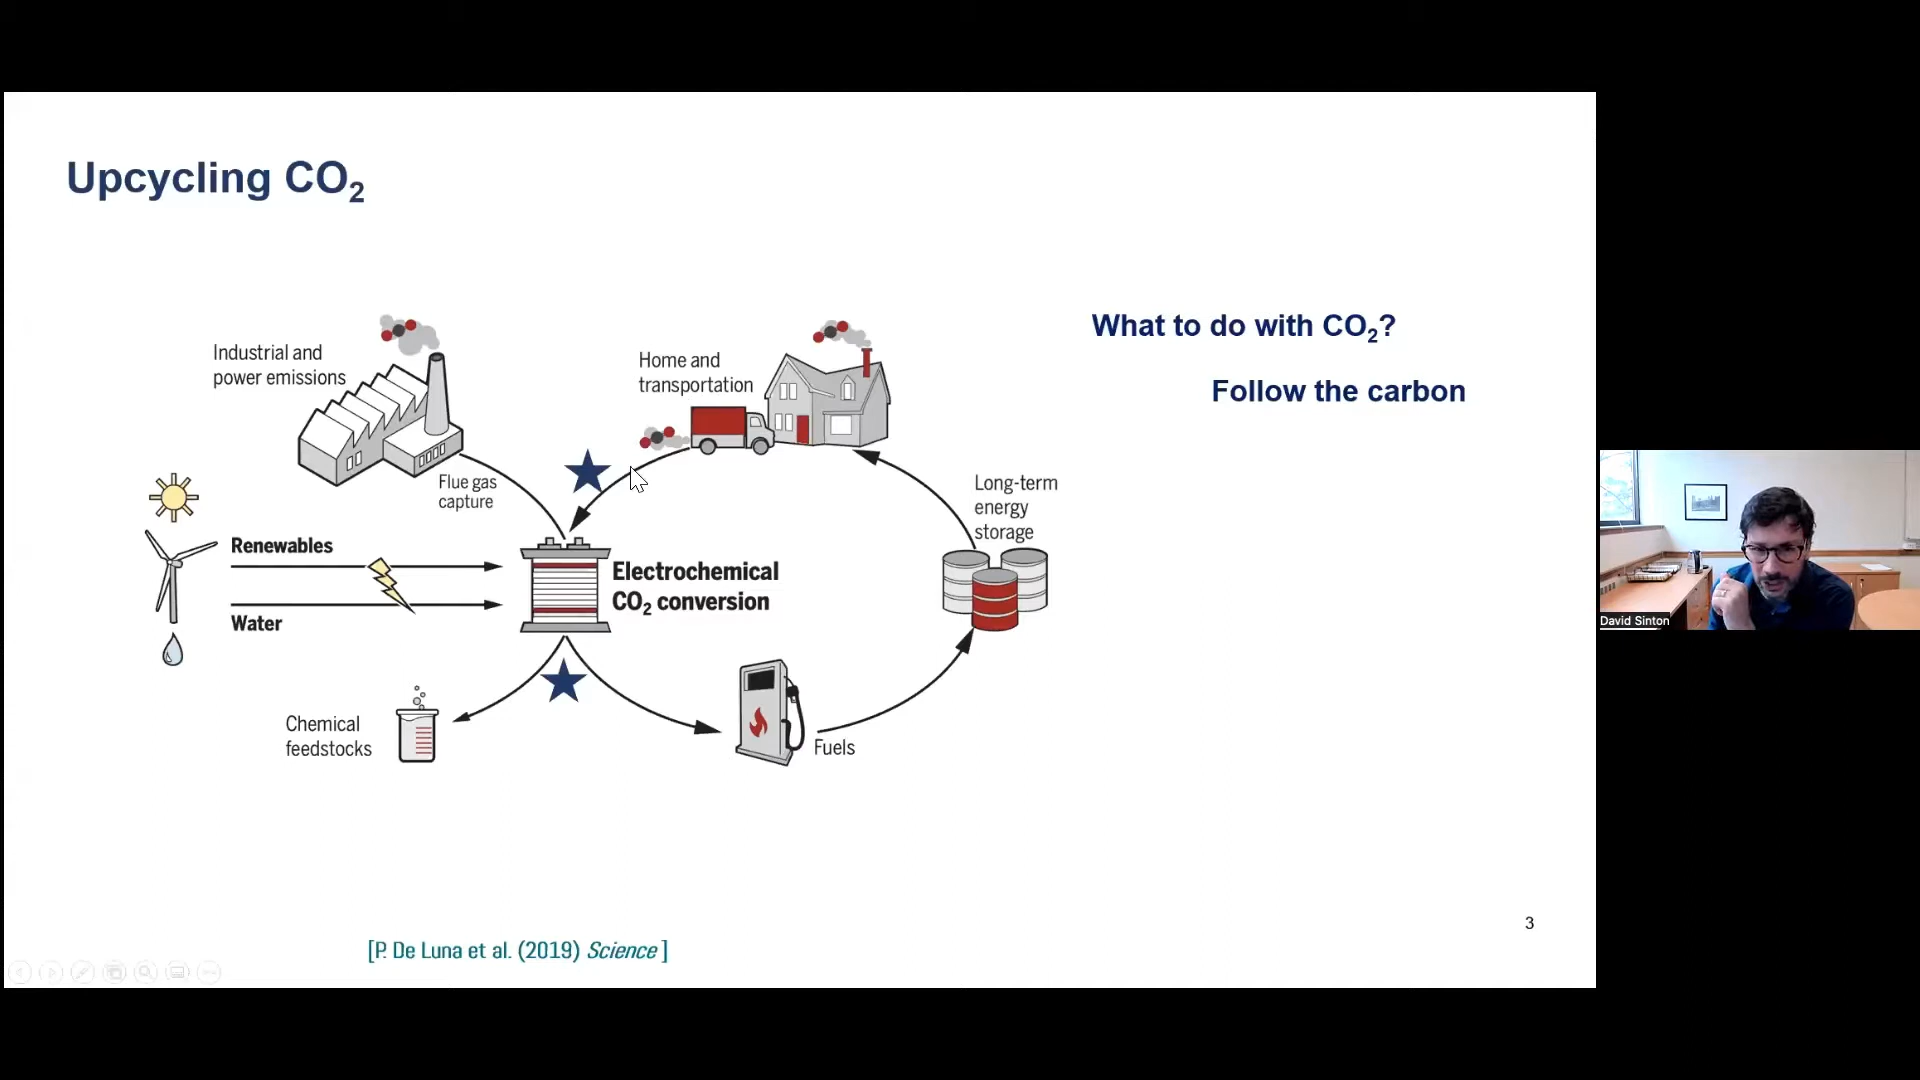 Upcycling CO₂
What to do with CO₂?
Follow the carbon
Industrial and
power emissions
Home and
transportation
Flue gas
capture
Long-term
energy
storage
Renewables
Water
Electrochemical
CO₂ conversion
Chemical
feedstocks
Fuels
David Sinton
3
[P. De Luna et al. (2019) Science]